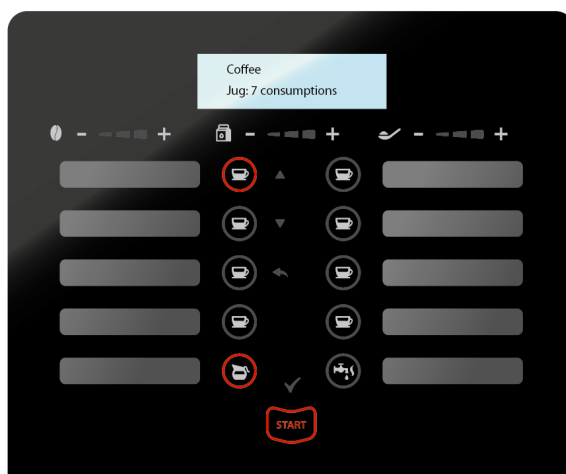 Coffee
Jug: 7 consumptions
- +
- +
- +
START